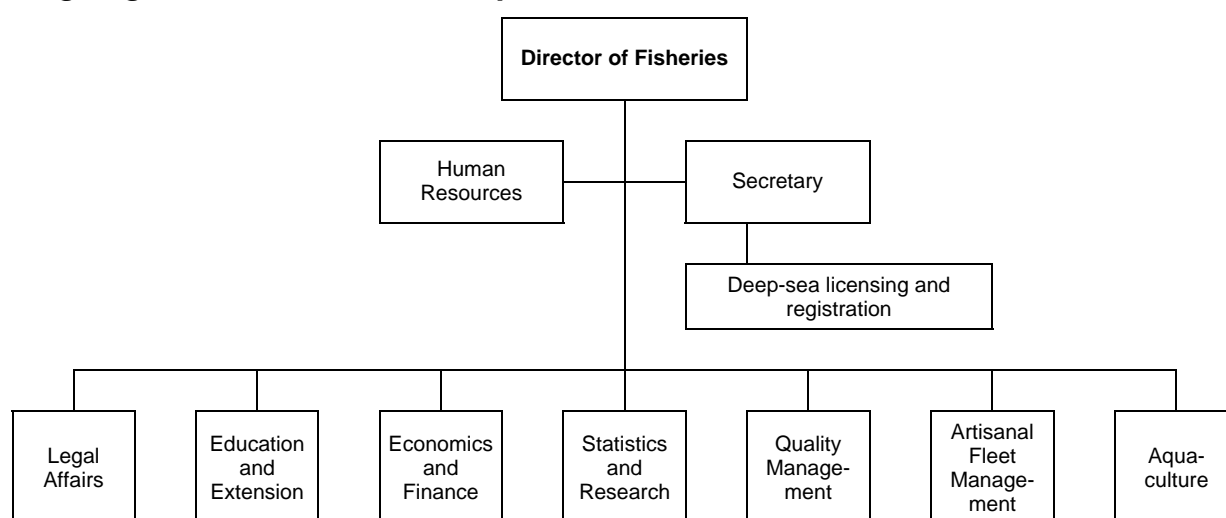 Director of Fisheries
Human
Resources
Secretary
Deep-sea licensing and
registration
Legal
Affairs
Education
and
Extension
Economics
and
Finance
Statistics
and
Research
Quality
Manage-
ment
Artisanal
Fleet
Manage-
ment
Aqua-
culture